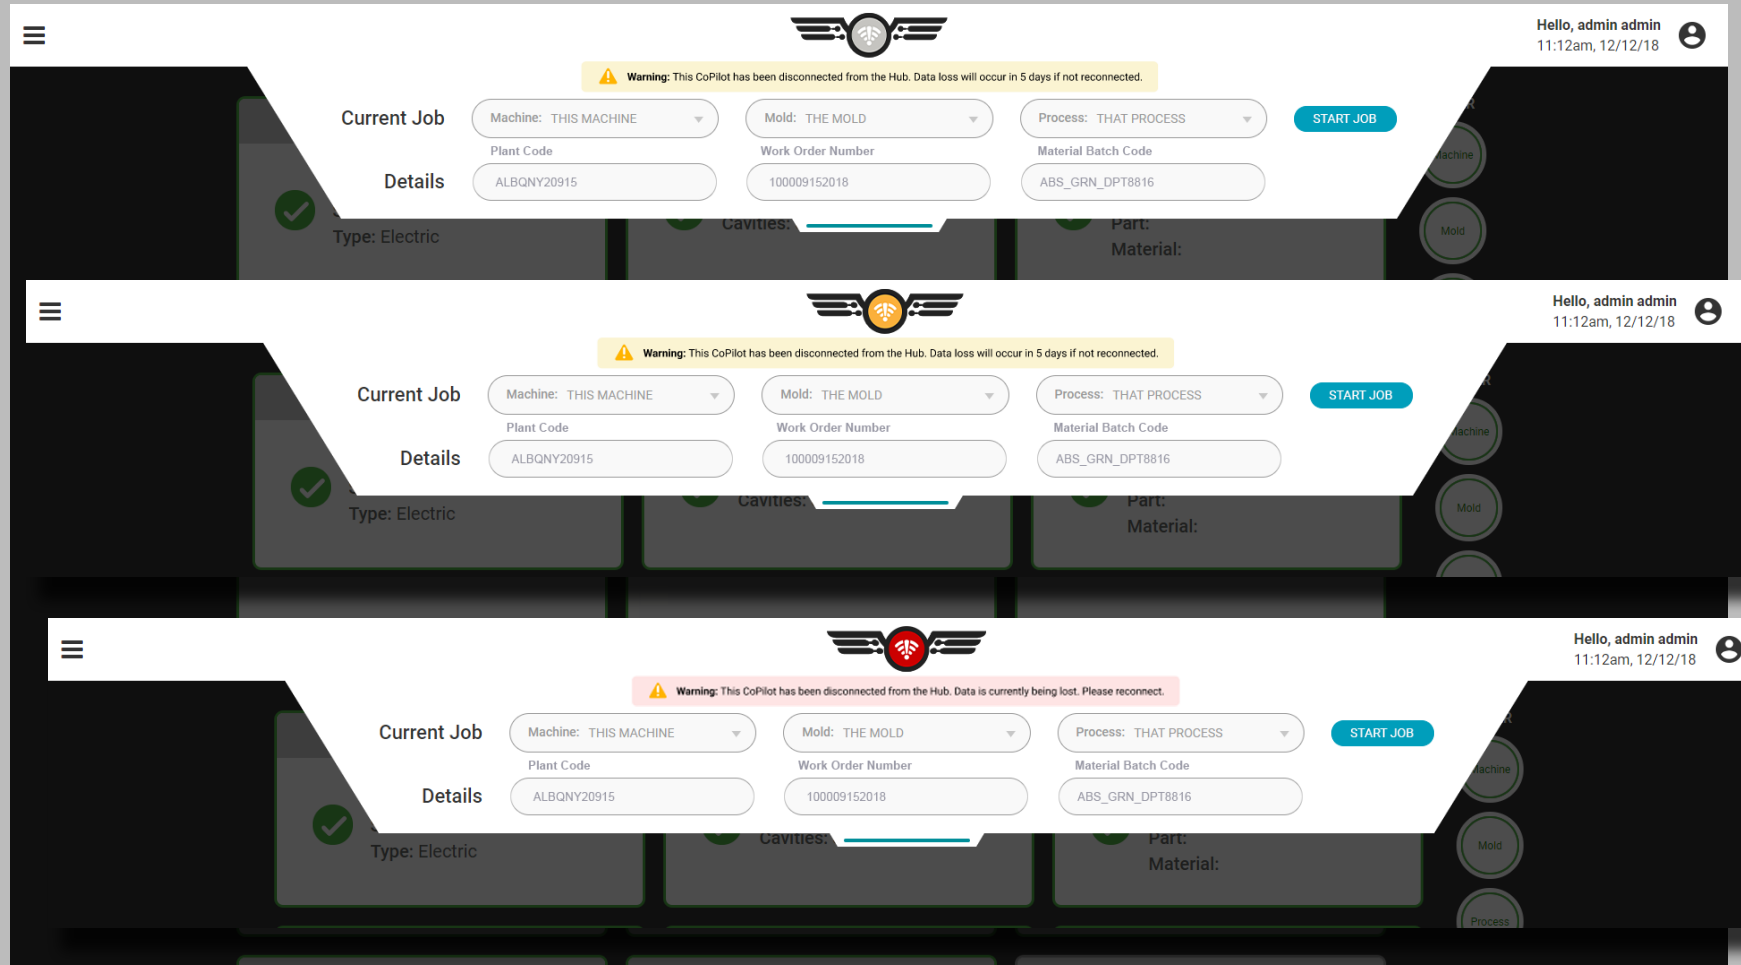 Hello, admin admin
11:12am, 12/12/18
Warning: This CoPilot has been disconnected from the Hub. Data loss will occur in 5 days if not reconnected.
Current Job
Machine: THIS MACHINE
Mold: THE MOLD
Process: THAT PROCESS
START JOB
R
Machine
Plant Code
Work Order Number
Material Batch Code
Details
ALBQNY20915
100009152018
ABS_GRN_DPT8816
Cavities:
Part:
Type: Electric
Material:
Mold
Hello, admin admin
11:12am, 12/12/18
Warning: This CoPilot has been disconnected from the Hub. Data loss will occur in 5 days if not reconnected.
Current Job
Machine: THIS MACHINE
Mold: THE MOLD
Process: THAT PROCESS
START JOB
R
Machine
Plant Code
Work Order Number
Material Batch Code
Details
ALBQNY20915
100009152018
ABS_GRN_DPT8816
Cavities:
Part:
Type: Electric
Material:
Mold
Hello, admin admin
11:12am, 12/12/18
Warning: This CoPilot has been disconnected from the Hub. Data is currently being lost. Please reconnect.
Current Job
Machine: THIS MACHINE
Mold: THE MOLD
Process: THAT PROCESS
START JOB
R
Machine
Plant Code
Work Order Number
Material Batch Code
Details
ALBQNY20915
100009152018
ABS_GRN_DPT8816
Cavities:
Part:
Type: Electric
Material:
Mold
Process